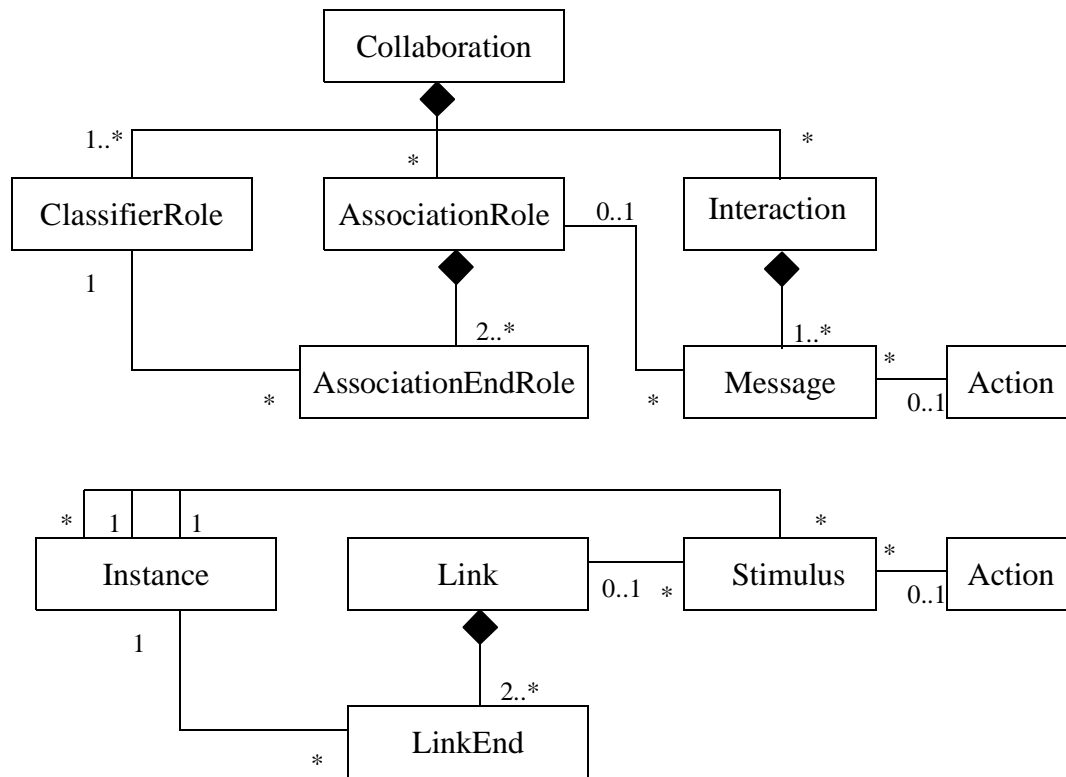 Collaboration
1..*
*
*
ClassifierRole
AssociationRole
0..1
Interaction
1
2..*
1..*
*
AssociationEndRole
*
Message
*
0..1
Action
*
1
1
*
Instance
Link
0..1
*
Stimulus
*
0..1
Action
1
2..*
*
LinkEnd